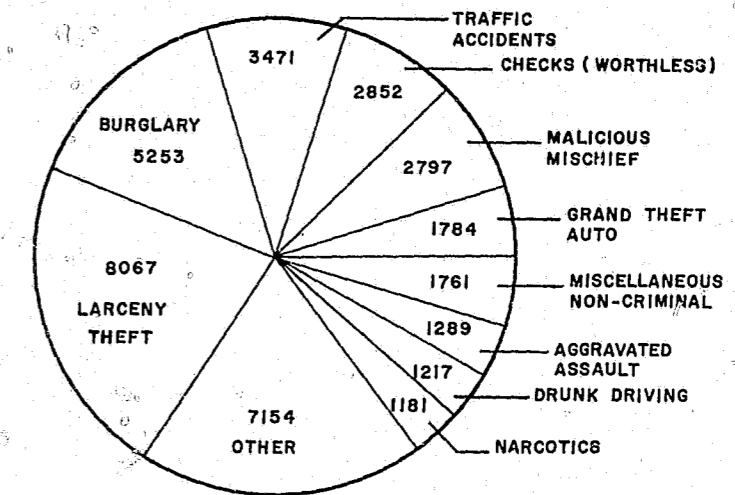 TRAFFIC
ACCIDENTS
3471
CHECKS (WORTHLESS)
2852
MALICIOUS
MISCHIEF
2797
GRAND THEFT
AUTO
1784
MISCELLANEOUS
NON-CRIMINAL
1761
AGGRAVATED
ASSAULT
1289
DRUNK DRIVING
1217
NARCOTICS
1181
7154
OTHER
8067
LARCENY
THEFT
BURGLARY
5253